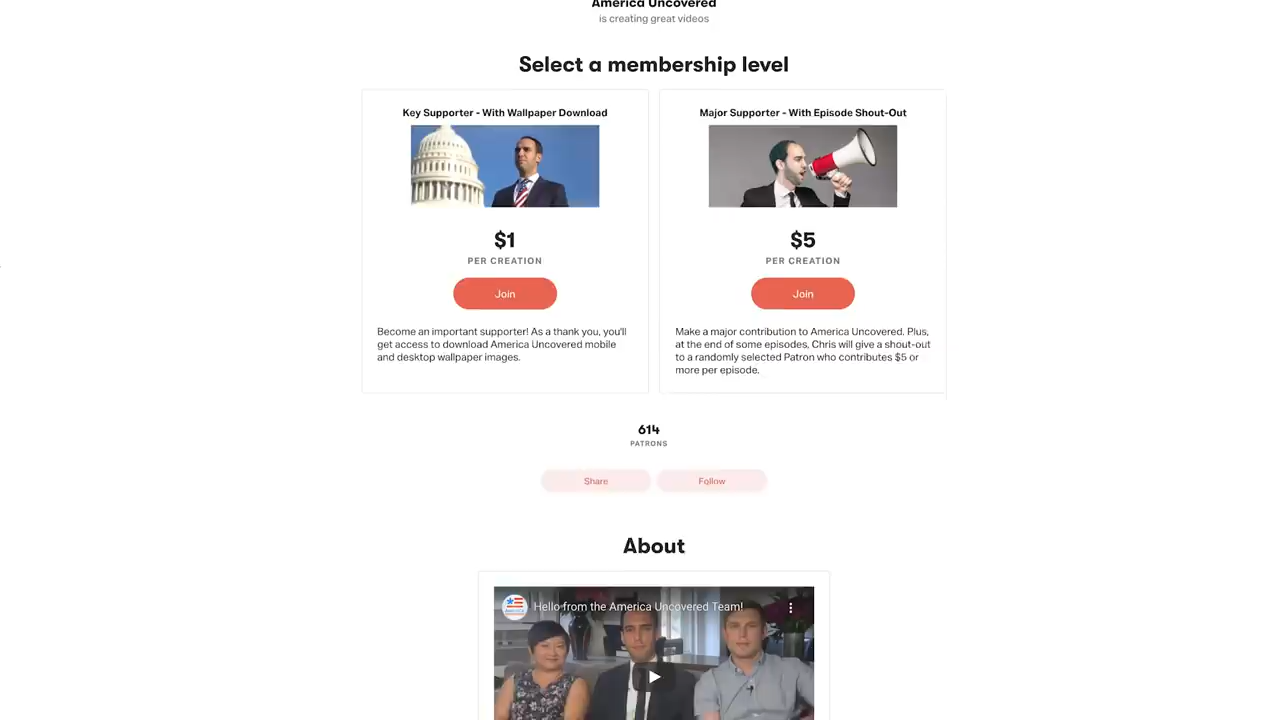 America Uncovered
is creating great videos
Select a membership level
Key Supporter - With Wallpaper Download
$1
PER CREATION
Join
Become an important supporter! As a thank you, you'll
get access to download America Uncovered mobile
and desktop wallpaper images.
Major Supporter - With Episode Shout-Out
$5
PER CREATION
Join
Make a major contribution to America Uncovered. Plus,
at the end of some episodes, Chris will give a shout-out
to a randomly selected Patron who contributes $5 or
more per episode.
614
PATRONS
Share
Follow
About
Hello from the America Uncovered Team!